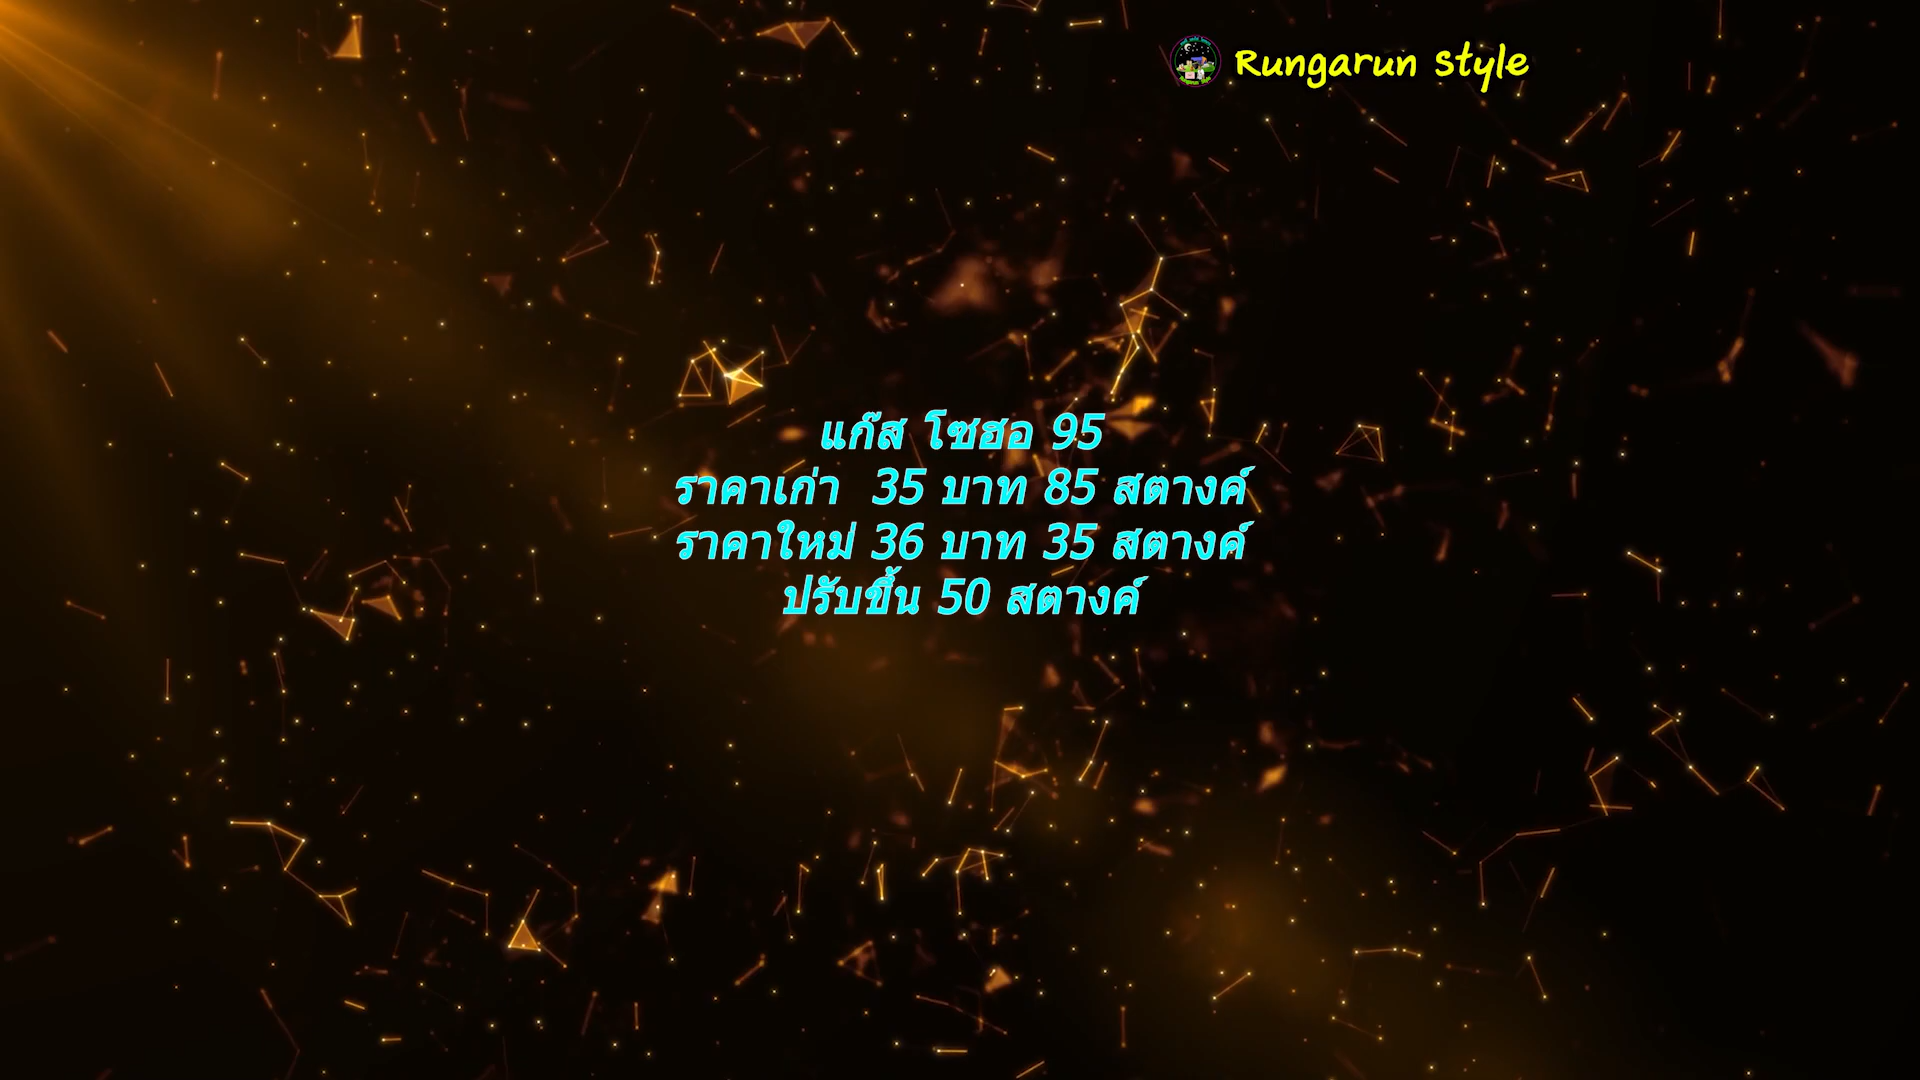 Rungarun Style
แก๊ส โซฮอ 95
ราคาเก่า 35 บาท 85 สตางค์
ราคาใหม่ 36 บาท 35 สตางค์
ปรับขึ้น 50 สตางค์